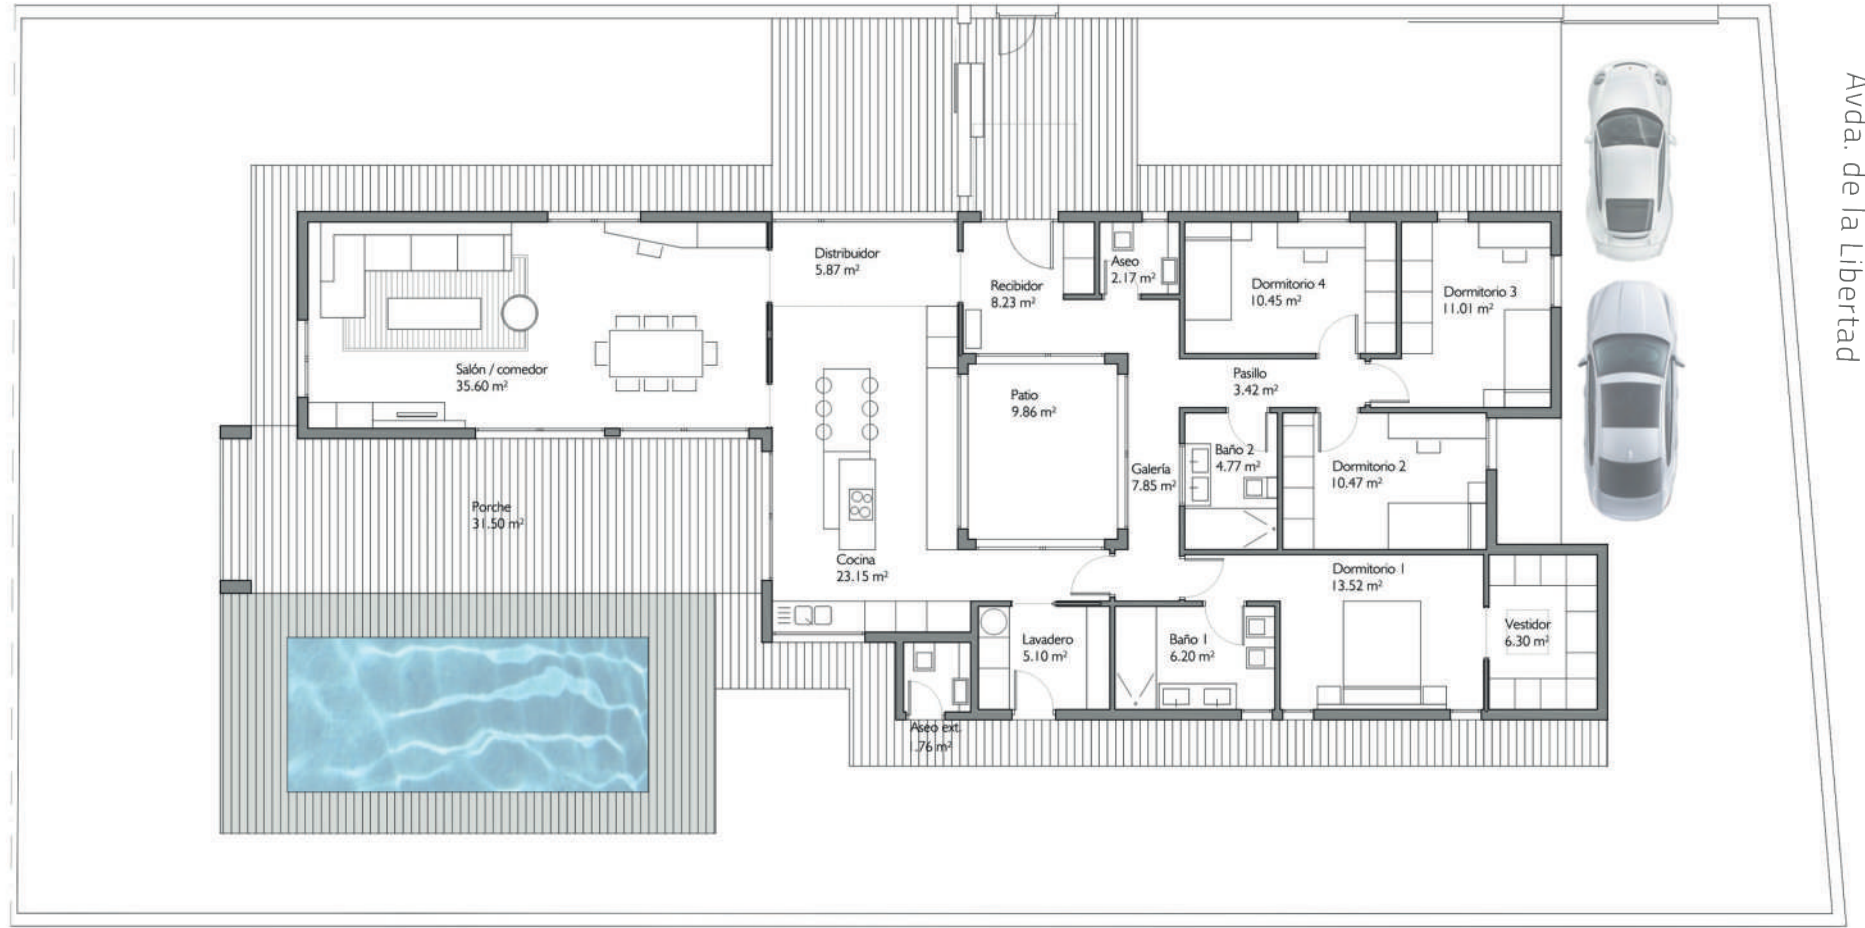 Avda. de la Libertad
Distribuidor
5.87 m²
Recibidor
8.23 m²
Aseo
2.17 m²
Dormitorio 4
10.45 m²
Dormitorio 3
11.01 m²
Salón / comedor
35.60 m²
Patio
9.86 m²
Pasillo
3.42 m²
Galería
7.85 m²
Baño 2
4.77 m²
Dormitorio 2
10.47 m²
Porche
31.50 m²
Cocina
23.15 m²
Dormitorio 1
13.52 m²
Lavadero
5.10 m²
Baño 1
6.20 m²
Vestidor
6.30 m²
Aseo ext.
1.76 m²